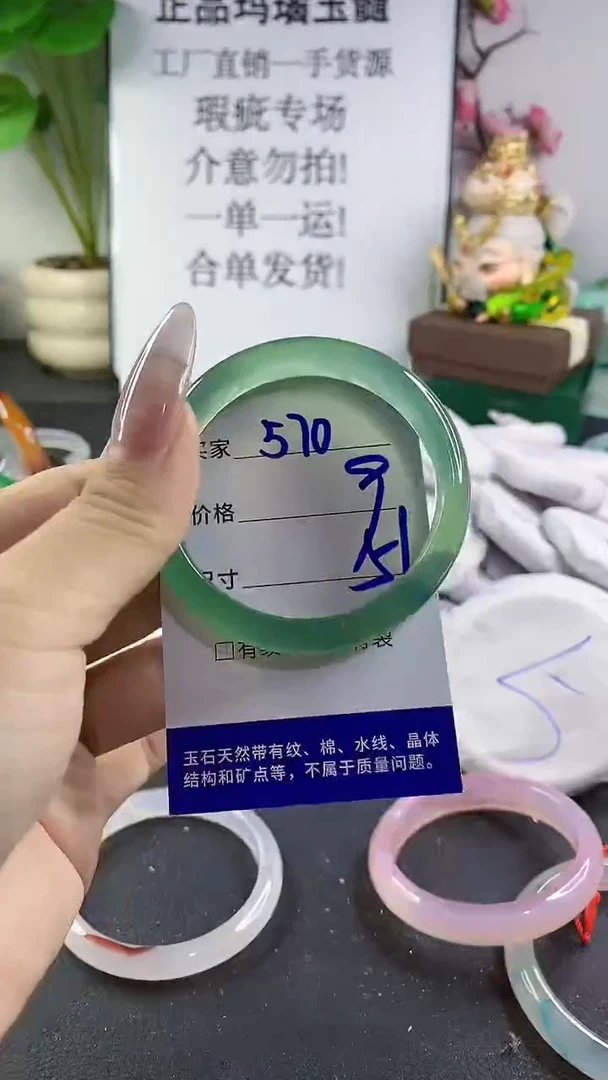 正品玛瑙玉髓
工厂直销一手货源
瑕疵专场
介意勿拍!
一单一运!
合单发货!
买家 570
价格
尺寸 51
玉石天然带有纹、棉、水线、晶体
结构和矿点等，不属于质量问题。